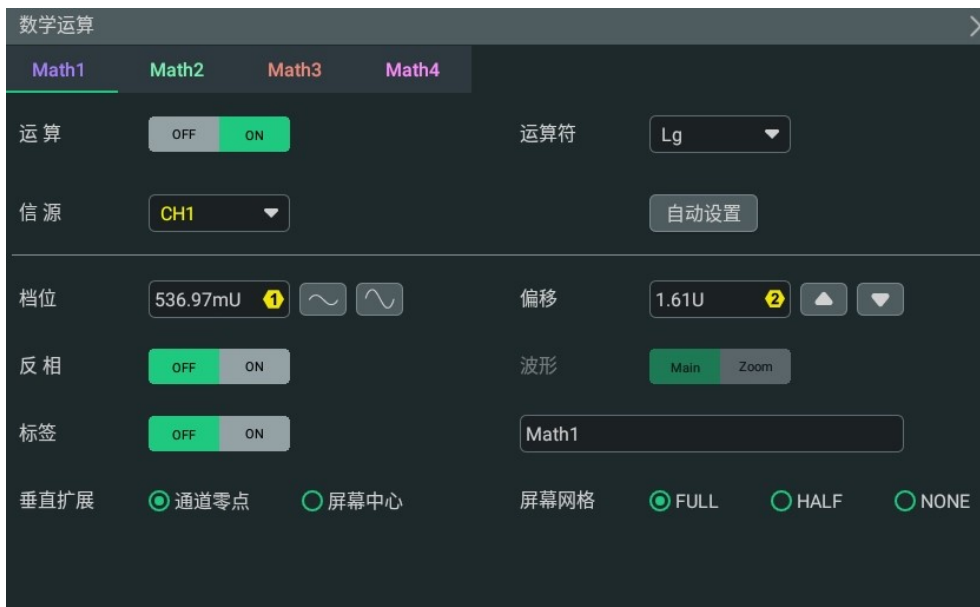 数学运算
Math1 Math2 Math3 Math4
运算 OFF ON 运算符 Lg
信源 CH1 自动设置
档位 536.97mU 1 偏移 1.61U 2
反相 OFF ON 波形 Main Zoom
标签 OFF ON Math1
垂直扩展 通道零点 屏幕中心 屏幕网格 FULL HALF NONE